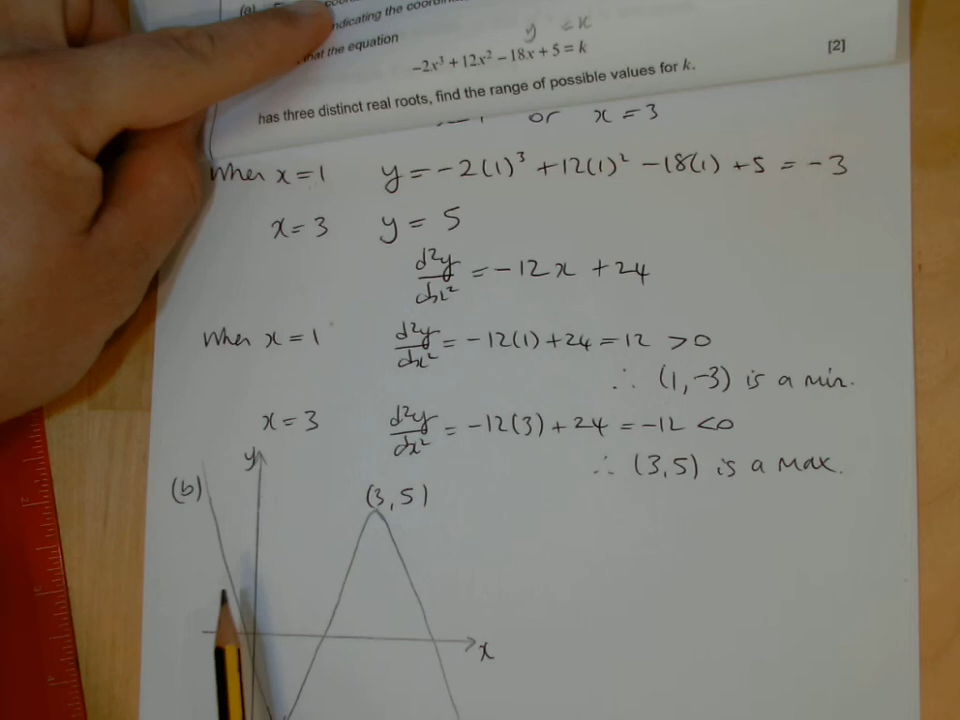 (a)
indicating the
that the equation
y = k
-2x³ + 12x² - 18x + 5 = k
[2]
has three distinct real roots, find the range of possible values for k.
or x = 3
When x = 1 y = -2(1)³ + 12(1)² - 18(1) + 5 = -3
x = 3 y = 5
d²y/dx² = -12x + 24
When x = 1 d²y/dx² = -12(1) + 24 = 12 > 0
∴ (1, -3) is a min.
x = 3 d²y/dx² = -12(3) + 24 = -12 < 0
∴ (3, 5) is a max.
y
(b)
(3, 5)
x